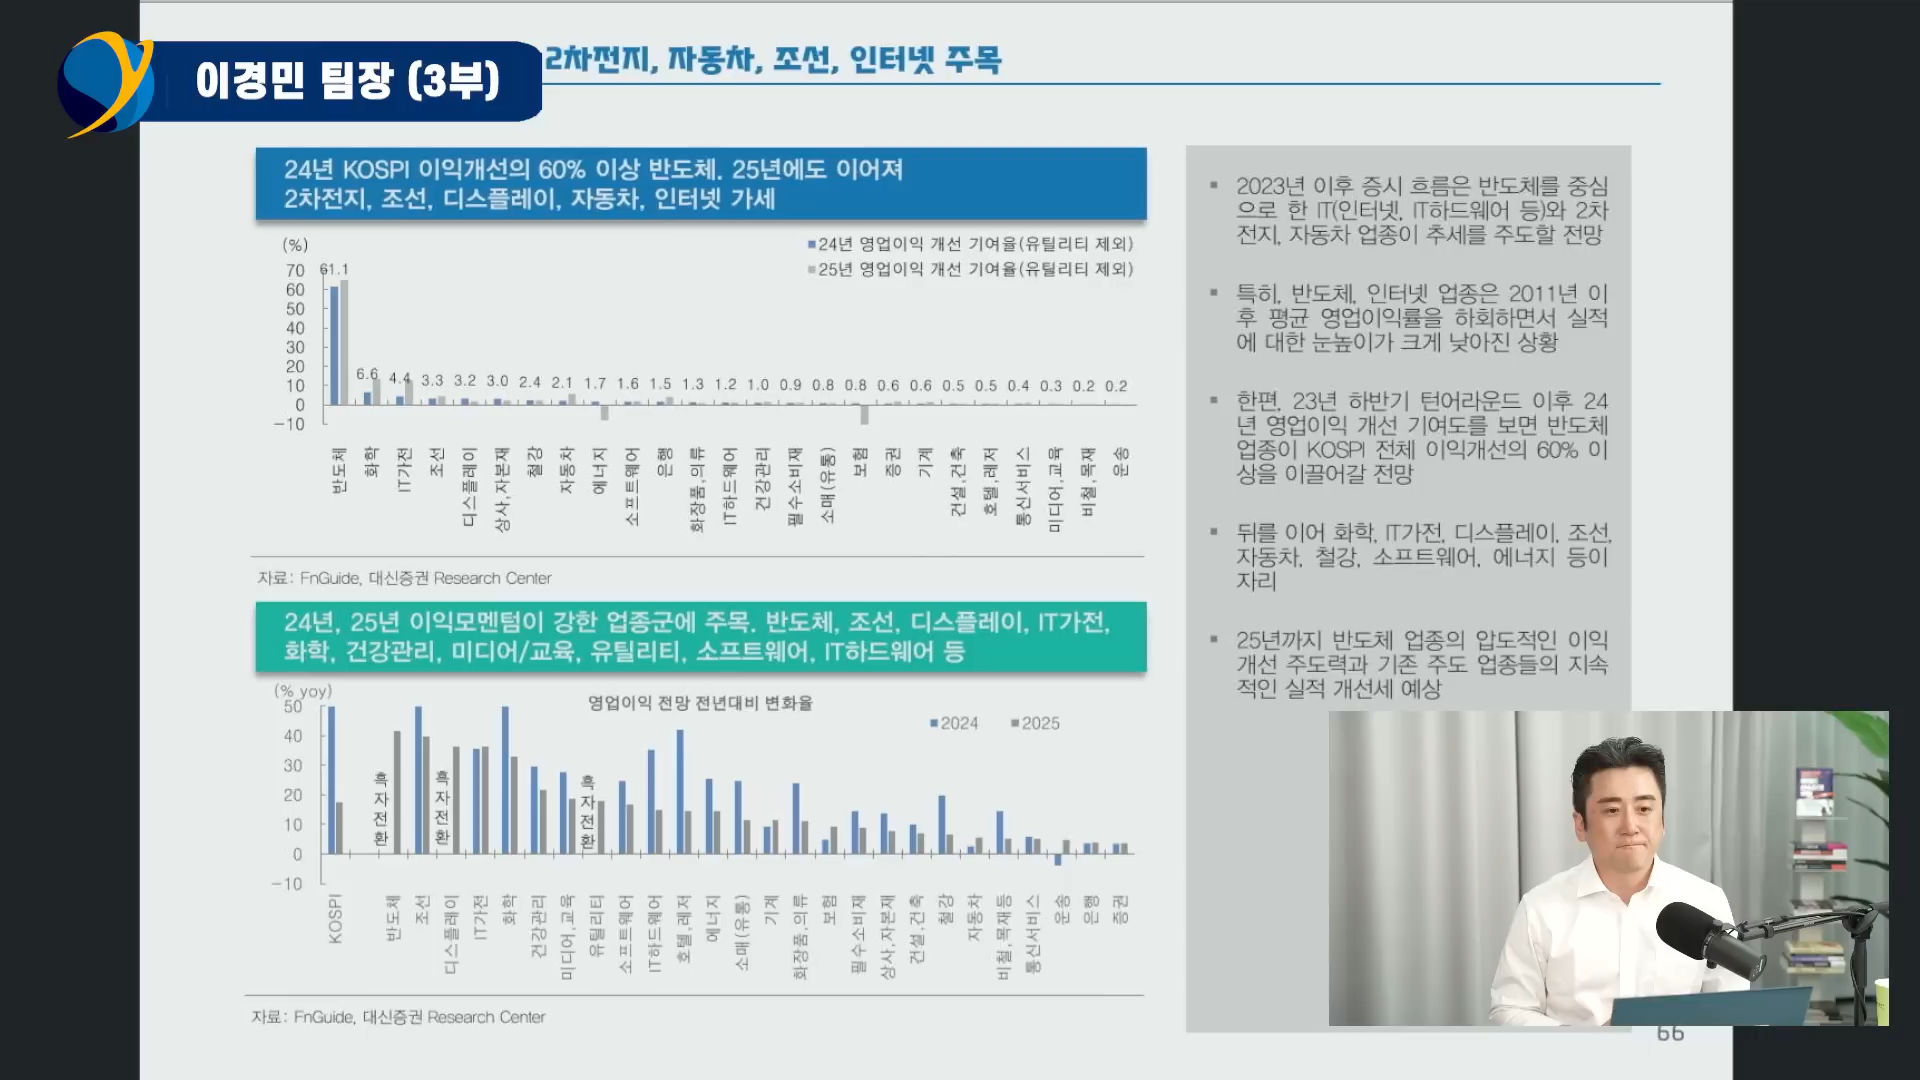 이경민 팀장 (3부)
2차전지, 자동차, 조선, 인터넷 주목
24년 KOSPI 이익개선의 60% 이상 반도체. 25년에도 이어져
2차전지, 조선, 디스플레이, 자동차, 인터넷 가세
(%)
24년 영업이익 개선 기여율(유틸리티 제외)
25년 영업이익 개선 기여율(유틸리티 제외)
70
60
50
40
30
20
10
0
-10
61.1
6.6
4.4
3.3
3.2
3.0
2.4
2.1
1.7
1.6
1.5
1.3
1.2
1.0
0.9
0.8
0.8
0.6
0.6
0.5
0.5
0.4
0.3
0.2
0.2
반도체
화학
IT가전
조선
디스플레이
상사,자본재
철강
자동차
에너지
소프트웨어
은행
화장품,의류
IT하드웨어
건강관리
필수소비재
소매(유통)
보험
증권
기계
건설,건축
호텔,레저
통신서비스
미디어,교육
비철,목재
운송
자료: FnGuide, 대신증권 Research Center
24년, 25년 이익모멘텀이 강한 업종군에 주목. 반도체, 조선, 디스플레이, IT가전,
화학, 건강관리, 미디어/교육, 유틸리티, 소프트웨어, IT하드웨어 등
(% yoy)
영업이익 전망 전년대비 변화율
2024
2025
50
40
30
20
10
0
-10
흑자전환
흑자전환
흑자전환
KOSPI
반도체
조선
디스플레이
IT가전
화학
건강관리
미디어,교육
유틸리티
소프트웨어
IT하드웨어
호텔,레저
에너지
소매(유통)
기계
화장품,의류
보험
필수소비재
상사,자본재
건설,건축
철강
자동차
비철,목재등
통신서비스
운송
은행
증권
자료: FnGuide, 대신증권 Research Center
2023년 이후 증시 흐름은 반도체를 중심
으로 한 IT(인터넷, IT하드웨어 등)와 2차
전지, 자동차 업종이 추세를 주도할 전망
특히, 반도체, 인터넷 업종은 2011년 이
후 평균 영업이익률을 하회하면서 실적
에 대한 눈높이가 크게 낮아진 상황
한편, 23년 하반기 턴어라운드 이후 24
년 영업이익 개선 기여도를 보면 반도체
업종이 KOSPI 전체 이익개선의 60% 이
상을 이끌어갈 전망
뒤를 이어 화학, IT가전, 디스플레이, 조선,
자동차, 철강, 소프트웨어, 에너지 등이
자리
25년까지 반도체 업종의 압도적인 이익
개선 주도력과 기존 주도 업종들의 지속
적인 실적 개선세 예상
66